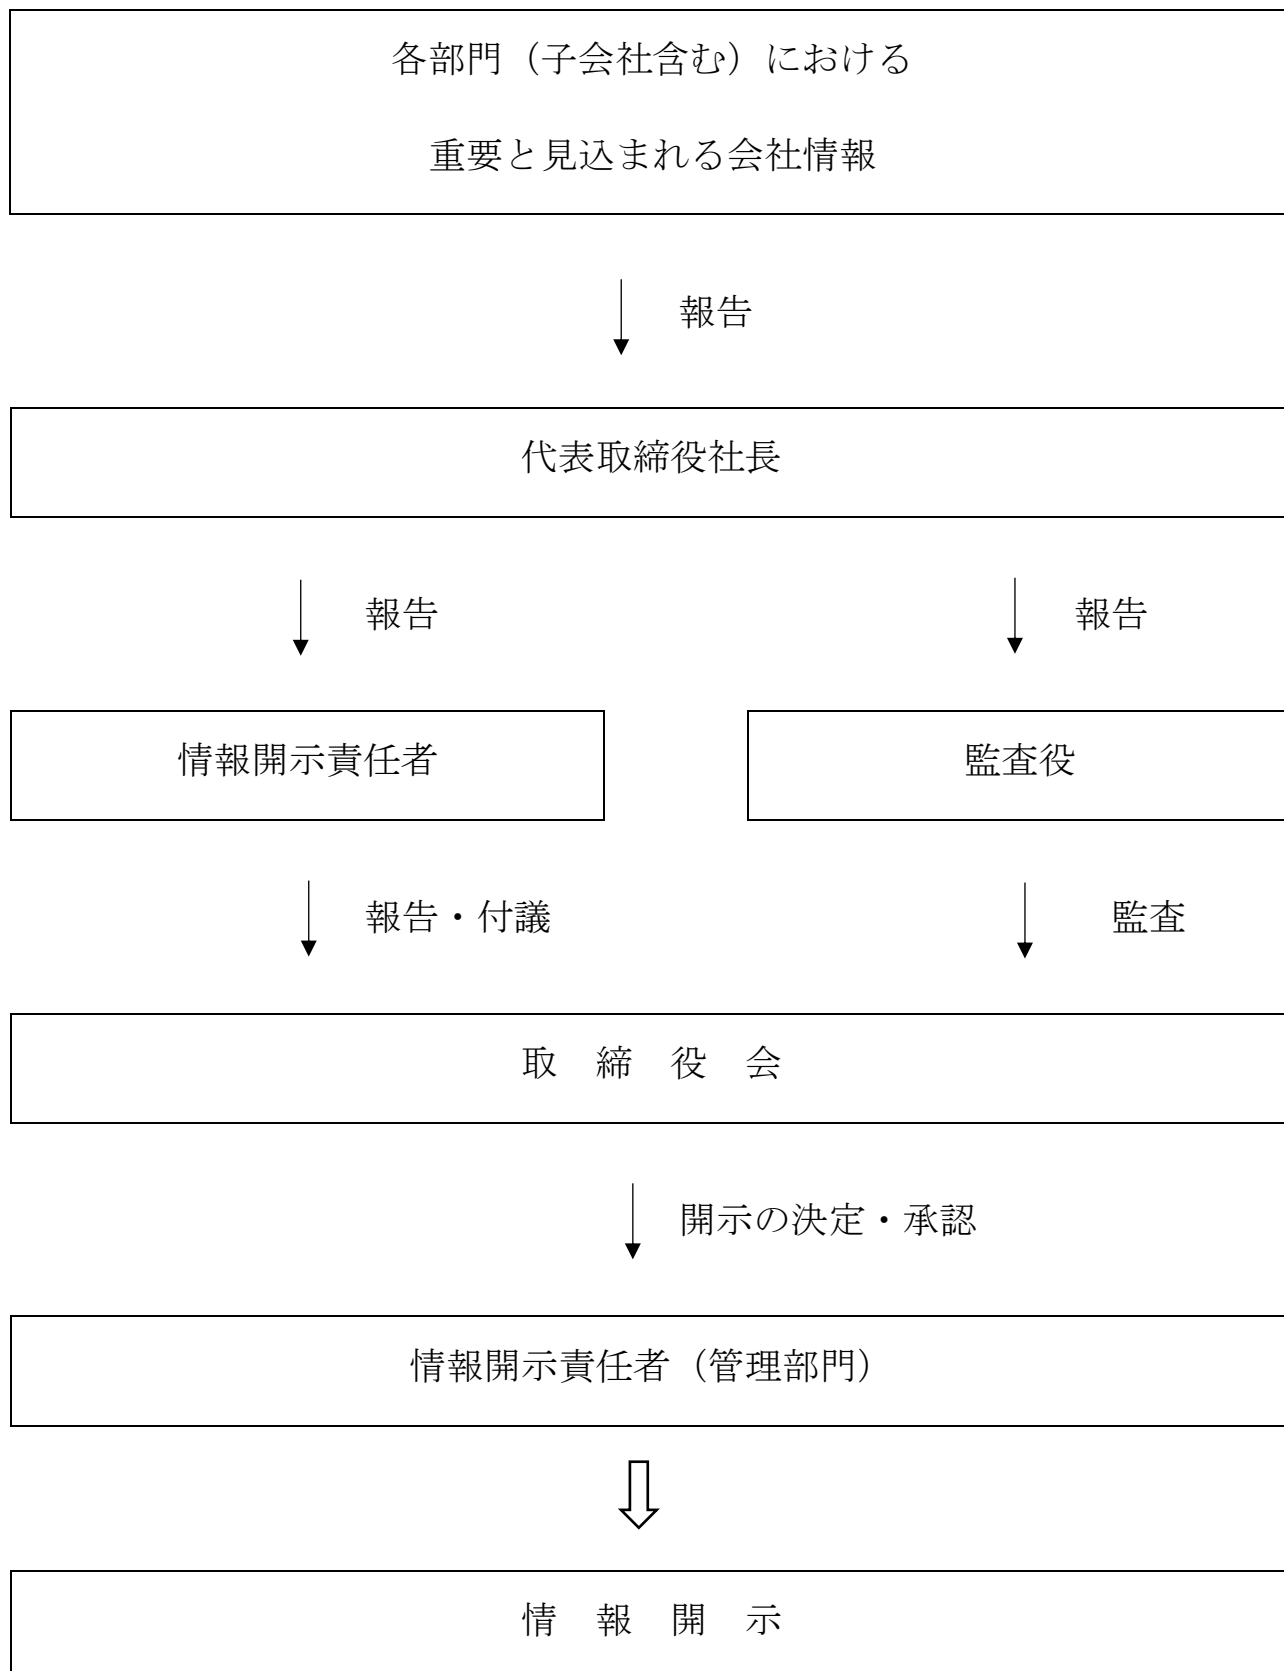 各部門（子会社含む）における
重要と見込まれる会社情報
報告
代表取締役社長
報告
報告
情報開示責任者
監査役
報告・付議
監査
取　締　役　会
開示の決定・承認
情報開示責任者（管理部門）
情　報　開　示